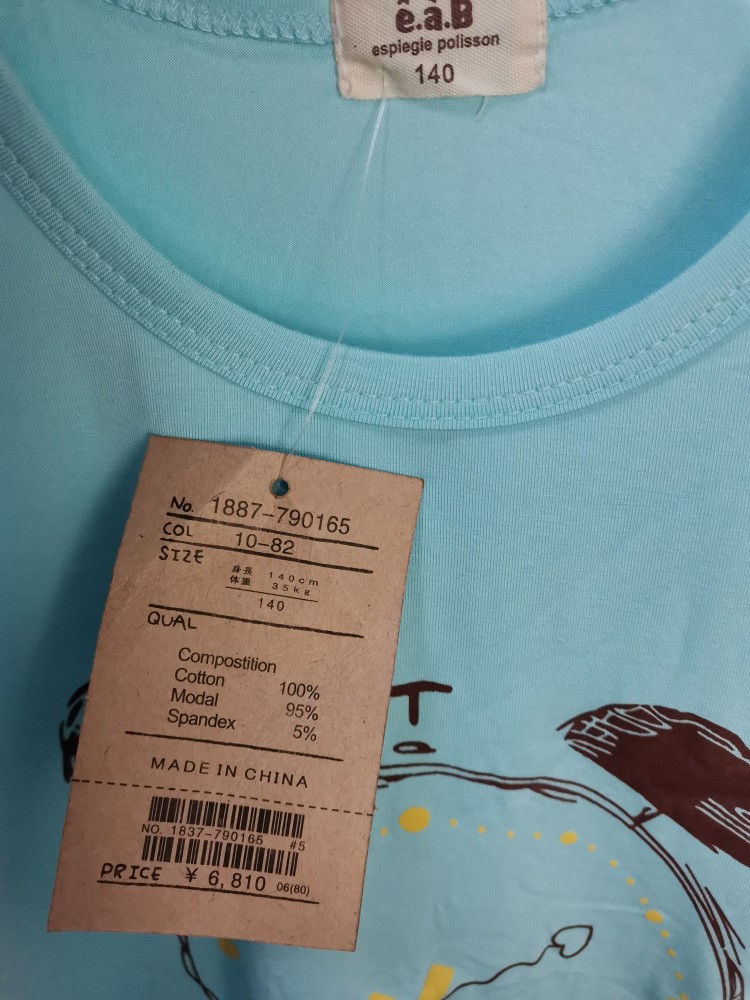 e.a.B
espiegie polisson
140
No. 1887-790165
COL 10-82
SIZE
身長 140cm
体重 35kg
140
QUAL
Compostition
Cotton 100%
Modal 95%
Spandex 5%
MADE IN CHINA
NO. 1837-790165 #5
PRICE ¥ 6,810 06(80)
T